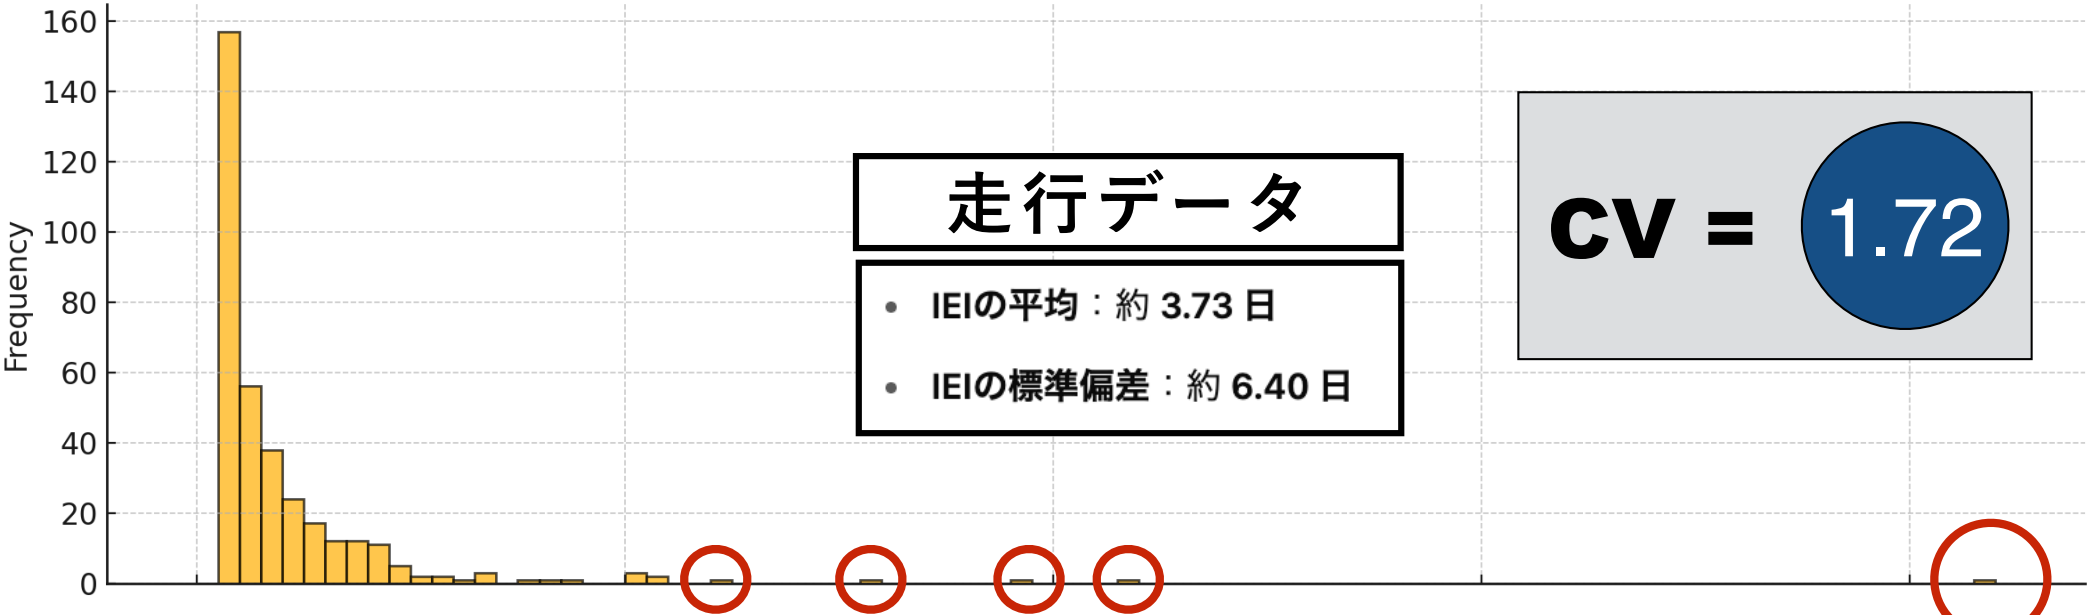 160
140
120
100
80
60
40
20
0
Frequency
走行データ
• IEIの平均：約 3.73 日
• IEIの標準偏差：約 6.40 日
CV = 1.72